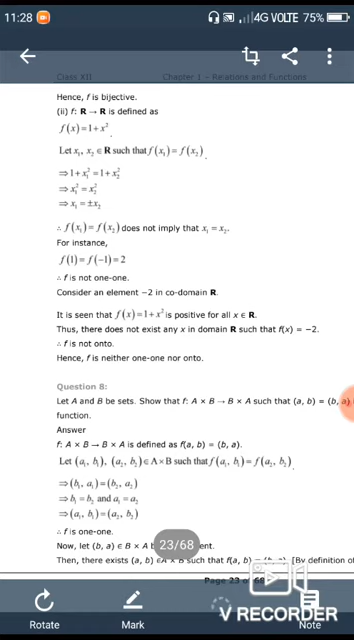 11:28 4G VOLTE 75%
Class XII Chapter 1 – Relations and Functions
Hence, f is bijective.
(ii) f: R → R is defined as
f(x) = 1 + x²
Let x₁, x₂ ∈ R such that f(x₁) = f(x₂).
⇒ 1 + x₁² = 1 + x₂²
⇒ x₁² = x₂²
⇒ x₁ = ±x₂
∴ f(x₁) = f(x₂) does not imply that x₁ = x₂.
For instance,
f(1) = f(−1) = 2
∴ f is not one-one.
Consider an element −2 in co-domain R.
It is seen that f(x) = 1 + x² is positive for all x ∈ R.
Thus, there does not exist any x in domain R such that f(x) = −2.
∴ f is not onto.
Hence, f is neither one-one nor onto.
Question 8:
Let A and B be sets. Show that f: A × B → B × A such that (a, b) = (b, a)
function.
Answer
f: A × B → B × A is defined as f(a, b) = (b, a).
Let (a₁, b₁), (a₂, b₂) ∈ A × B such that f(a₁, b₁) = f(a₂, b₂).
⇒ (b₁, a₁) = (b₂, a₂)
⇒ b₁ = b₂ and a₁ = a₂
⇒ (a₁, b₁) = (a₂, b₂)
∴ f is one-one.
Now, let (b, a) ∈ B × A
23/68
Then, there exists (a, b) ∈ A × B such that f(a, b) = (b, a). [By definition of
Page 23 of 68
Rotate Mark Note
V RECORDER